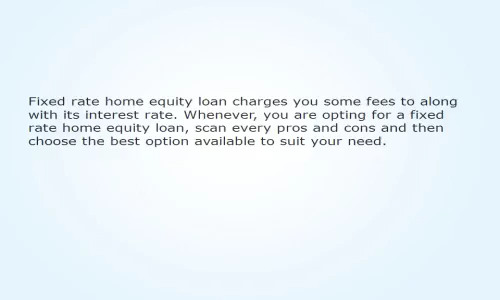 Fixed rate home equity loan charges you some fees to along
with its interest rate. Whenever, you are opting for a fixed
rate home equity loan, scan every pros and cons and then
choose the best option available to suit your need.